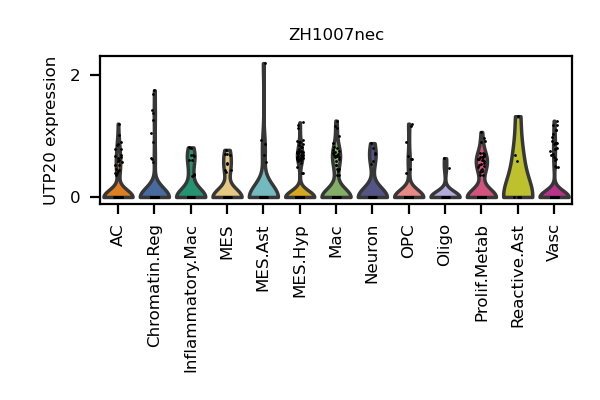 ZH1007nec
UTP20 expression
2
0
AC
Chromatin.Reg
Inflammatory.Mac
MES
MES.Ast
MES.Hyp
Mac
Neuron
OPC
Oligo
Prolif.Metab
Reactive.Ast
Vasc